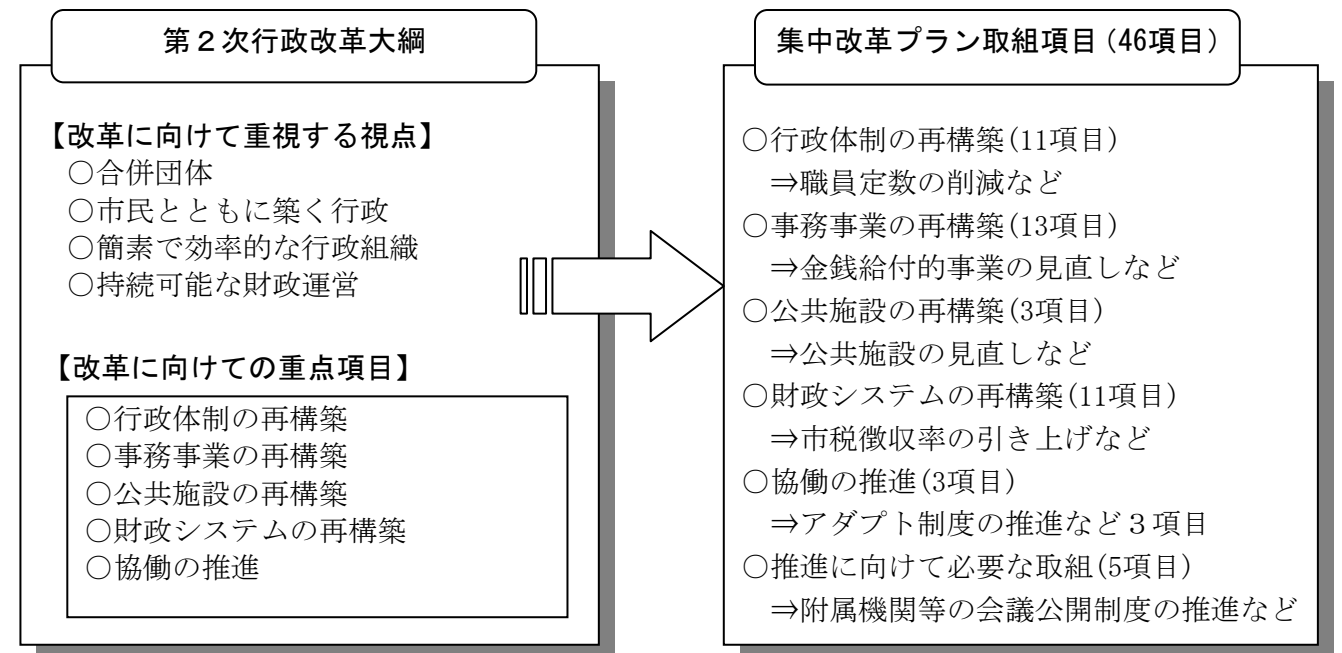 第２次行政改革大綱
【改革に向けて重視する視点】
○合併団体
○市民とともに築く行政
○簡素で効率的な行政組織
○持続可能な財政運営
【改革に向けての重点項目】
○行政体制の再構築
○事務事業の再構築
○公共施設の再構築
○財政システムの再構築
○協働の推進
集中改革プラン取組項目(46項目)
○行政体制の再構築(11項目)
⇒職員定数の削減など
○事務事業の再構築(13項目)
⇒金銭給付的事業の見直しなど
○公共施設の再構築(3項目)
⇒公共施設の見直しなど
○財政システムの再構築(11項目)
⇒市税徴収率の引き上げなど
○協働の推進(3項目)
⇒アダプト制度の推進など３項目
○推進に向けて必要な取組(5項目)
⇒附属機関等の会議公開制度の推進など